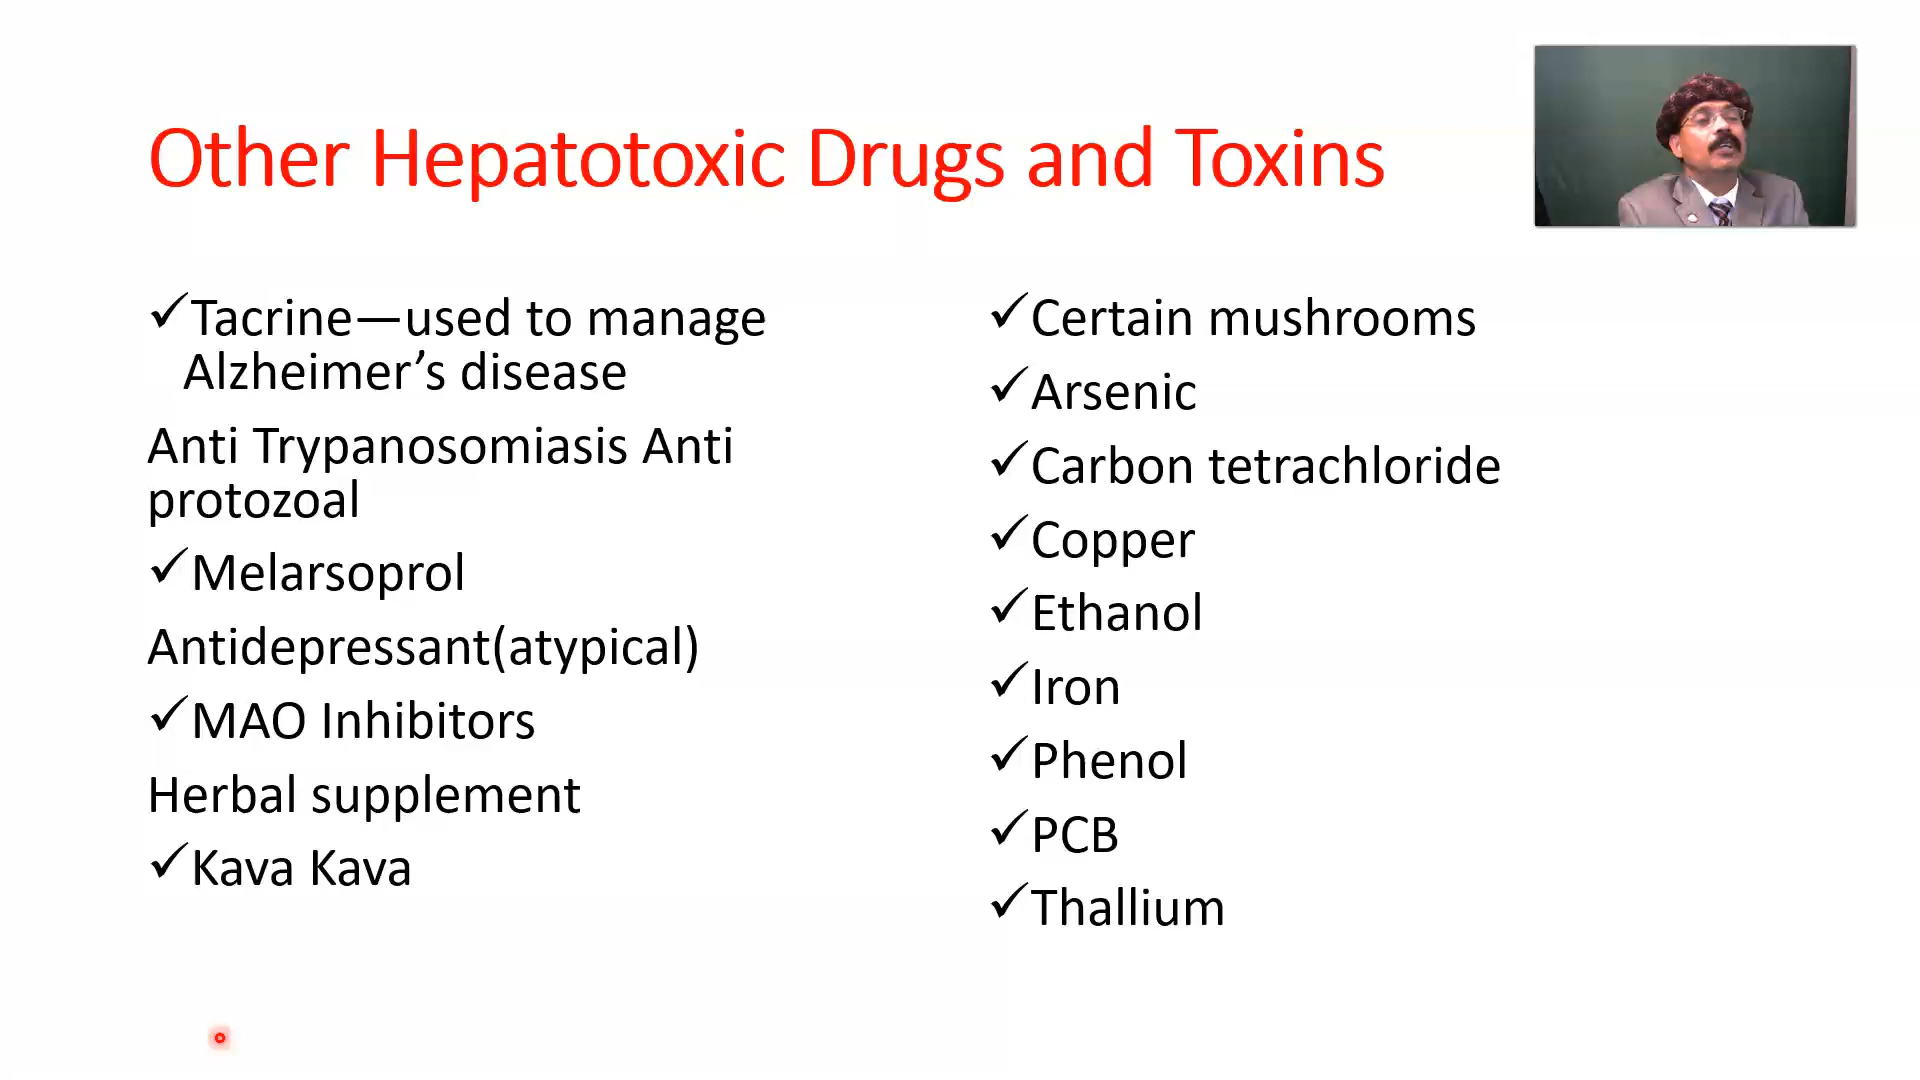 Other Hepatotoxic Drugs and Toxins
✓Tacrine—used to manage
Alzheimer’s disease
Anti Trypanosomiasis Anti
protozoal
✓Melarsoprol
Antidepressant(atypical)
✓MAO Inhibitors
Herbal supplement
✓Kava Kava
✓Certain mushrooms
✓Arsenic
✓Carbon tetrachloride
✓Copper
✓Ethanol
✓Iron
✓Phenol
✓PCB
✓Thallium